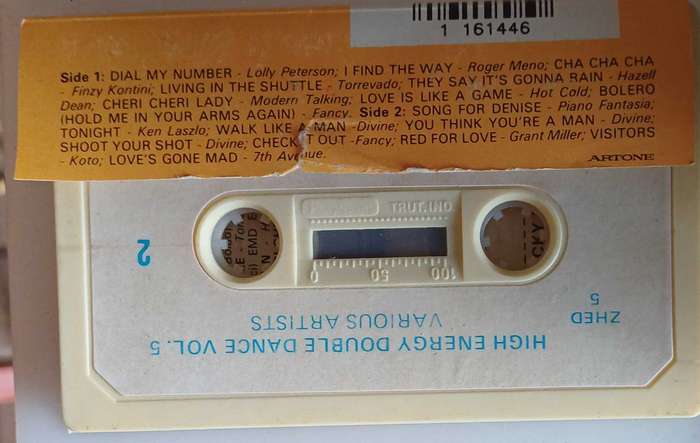 1 161446
Side 1: DIAL MY NUMBER - Lolly Peterson; I FIND THE WAY - Roger Meno; CHA CHA CHA
- Finzy Kontini; LIVING IN THE SHUTTLE - Torrevado; THEY SAY IT'S GONNA RAIN - Hazell
Dean; CHERI CHERI LADY - Modern Talking; LOVE IS LIKE A GAME - Hot Cold; BOLERO
(HOLD ME IN YOUR ARMS AGAIN) - Fancy. Side 2: SONG FOR DENISE - Piano Fantasia;
TONIGHT - Ken Laszlo; WALK LIKE A MAN - Divine; YOU THINK YOU'RE A MAN - Divine;
SHOOT YOUR SHOT - Divine; CHECK IT OUT - Fancy; RED FOR LOVE - Grant Miller; VISITORS
- Koto; LOVE'S GONE MAD - 7th Avenue.
ARTONE
TRUT.IND.
2
100 50 0
ZHED
5
VARIOUS ARTISTS
HIGH ENERGY DOUBLE DANCE VOL. 5